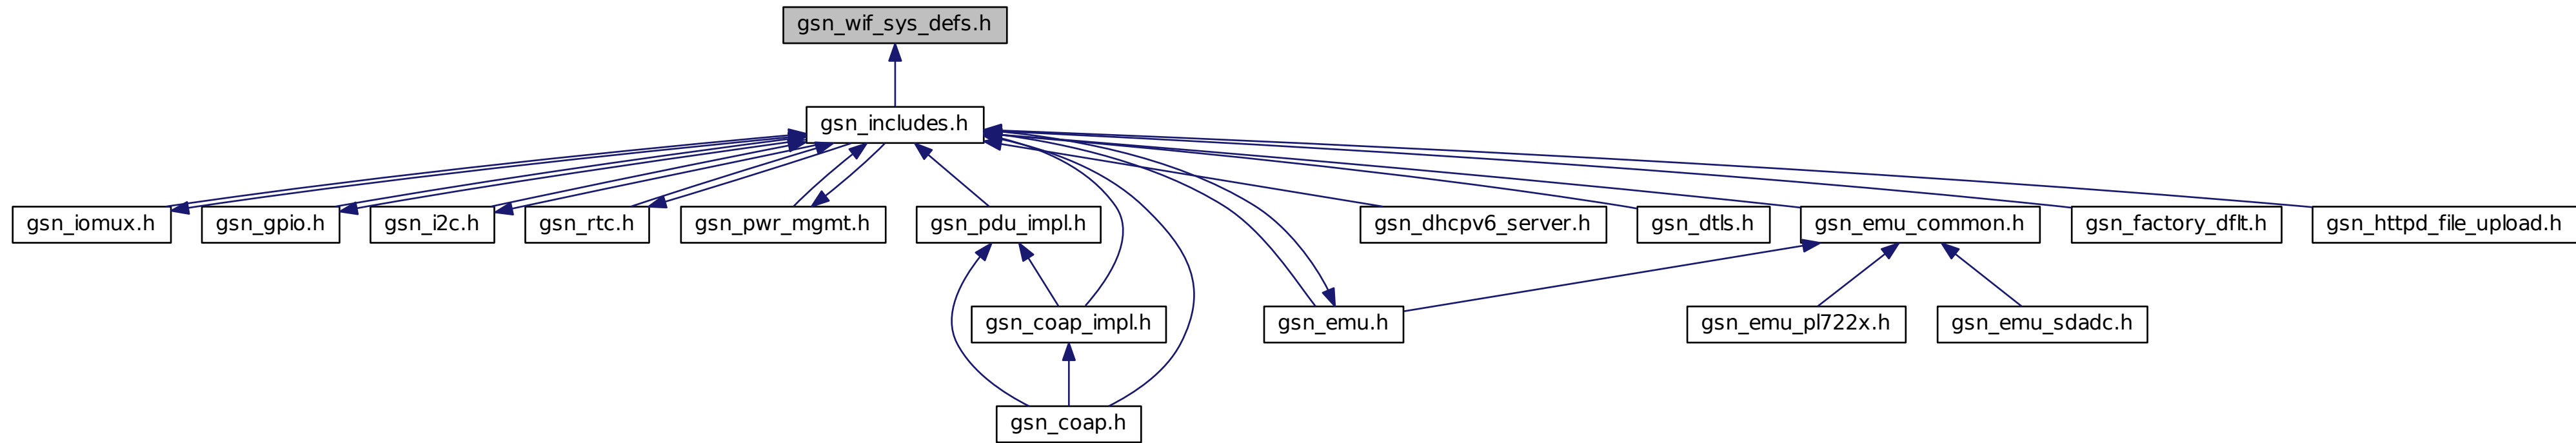 gsn_wif_sys_defs.h
gsn_includes.h
gsn_iomux.h
gsn_gpio.h
gsn_i2c.h
gsn_rtc.h
gsn_pwr_mgmt.h
gsn_pdu_impl.h
gsn_dhcpv6_server.h
gsn_dtls.h
gsn_emu_common.h
gsn_factory_dflt.h
gsn_httpd_file_upload.h
gsn_coap_impl.h
gsn_emu.h
gsn_emu_pl722x.h
gsn_emu_sdadc.h
gsn_coap.h